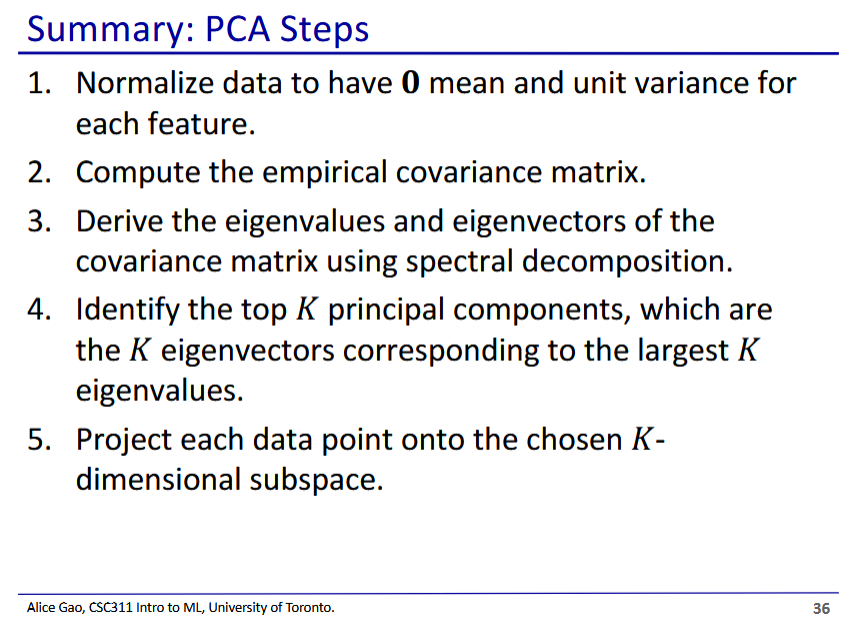 Summary: PCA Steps
1. Normalize data to have 0 mean and unit variance for
each feature.
2. Compute the empirical covariance matrix.
3. Derive the eigenvalues and eigenvectors of the
covariance matrix using spectral decomposition.
4. Identify the top K principal components, which are
the K eigenvectors corresponding to the largest K
eigenvalues.
5. Project each data point onto the chosen K-
dimensional subspace.
Alice Gao, CSC311 Intro to ML, University of Toronto.
36